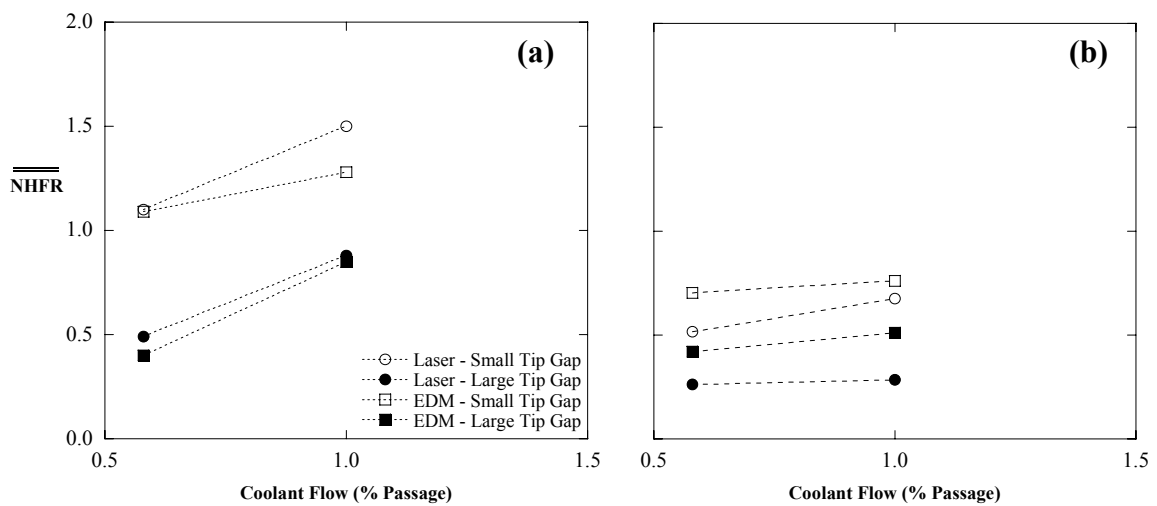 2.0
(a)
(b)
1.5
NHFR
1.0
0.5
Laser - Small Tip Gap
Laser - Large Tip Gap
EDM - Small Tip Gap
EDM - Large Tip Gap
0.0
0.5 1.0 1.5 0.5 1.0 1.5
Coolant Flow (% Passage) Coolant Flow (% Passage)